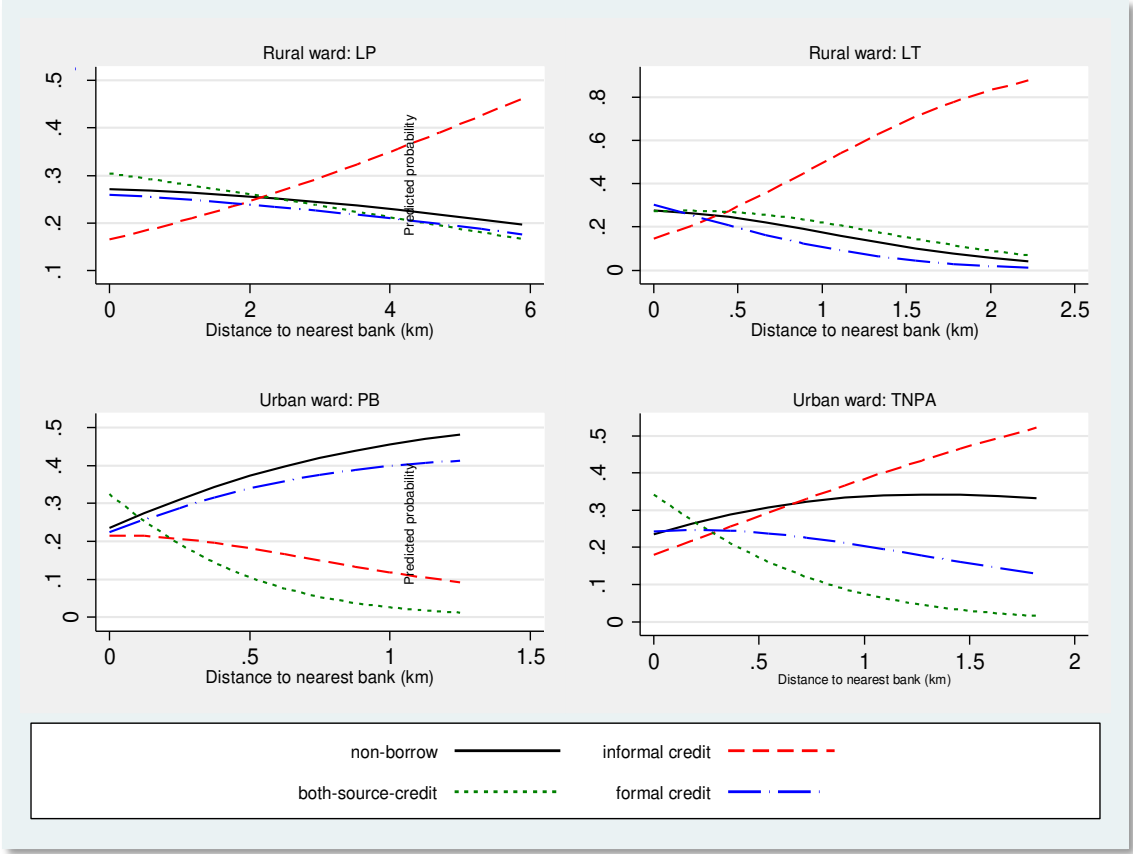 Rural ward: LP
.5
.4
.3
.2
.1
Predicted probability
0 2 4 6
Distance to nearest bank (km)
Rural ward: LT
.8
.6
.4
.2
0
0 .5 1 1.5 2 2.5
Distance to nearest bank (km)
Urban ward: PB
.5
.4
.3
.2
.1
0
Predicted probability
0 .5 1 1.5
Distance to nearest bank (km)
Urban ward: TNPA
.5
.4
.3
.2
.1
0
0 .5 1 1.5 2
Distance to nearest bank (km)
non-borrow informal credit
both-source-credit formal credit